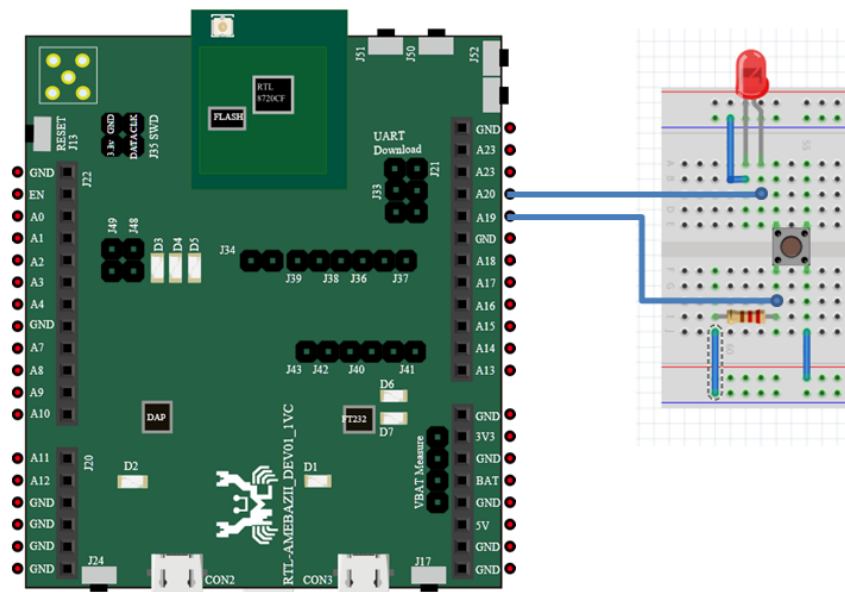 J51
J50
J52
RTL
8720CF
FLASH
RESET
J13
3.3v GND
DATACLK
J35 SWD
UART
Download
J33
J21
J22
GND
EN
A0
A1
A2
A3
A4
GND
A7
A8
A9
A10
J49
J48
D3
D4
D5
J34
J39
J38
J36
J37
GND
A23
A23
A20
A19
GND
A18
A17
A16
A15
A14
A13
J43
J42
J40
J41
D6
D7
DAP
FT232
A11
A12
GND
GND
GND
GND
J20
D2
D1
RTL-AMEBAZII_DEV01_1VC
VBAT Measure
GND
3V3
GND
BAT
GND
5V
GND
GND
J24
CON2
CON3
J17
55
60
A
B
C
D
E
F
G
H
I
J